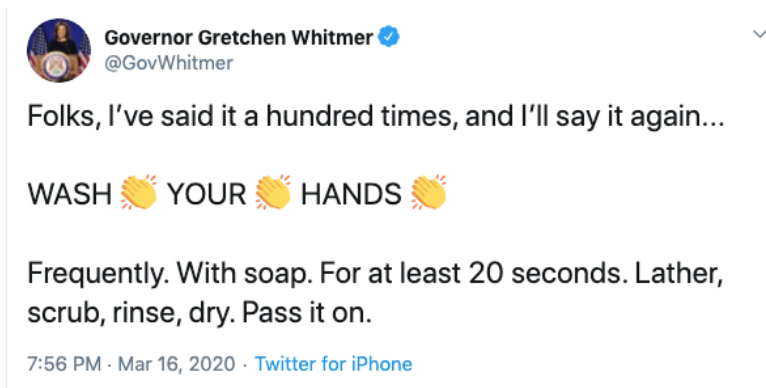 Governor Gretchen Whitmer
@GovWhitmer
Folks, I’ve said it a hundred times, and I’ll say it again...
WASH 👏 YOUR 👏 HANDS 👏
Frequently. With soap. For at least 20 seconds. Lather,
scrub, rinse, dry. Pass it on.
7:56 PM · Mar 16, 2020 · Twitter for iPhone